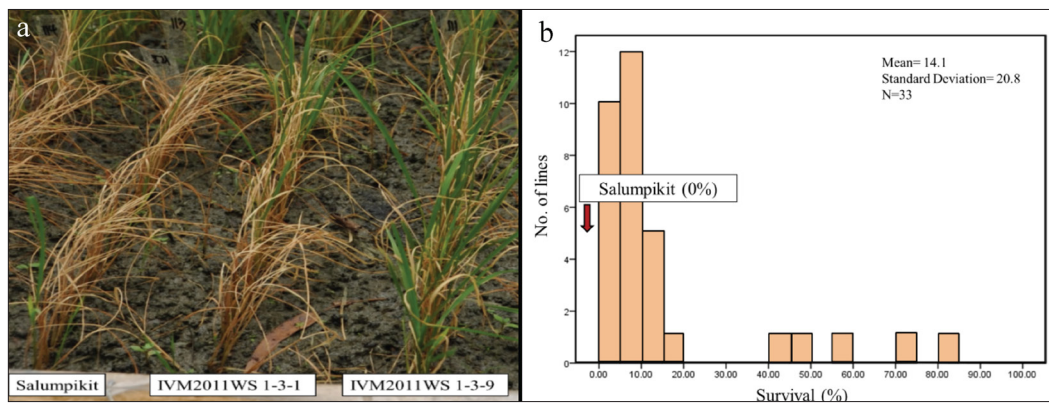 a
113
Salumpikit
IVM2011WS 1-3-1
IVM2011WS 1-3-9
b
No. of lines
12
10
8
6
4
2
0
Mean= 14.1
Standard Deviation= 20.8
N=33
Salumpikit (0%)
0.00 10.00 20.00 30.00 40.00 50.00 60.00 70.00 80.00 90.00 100.00
Survival (%)